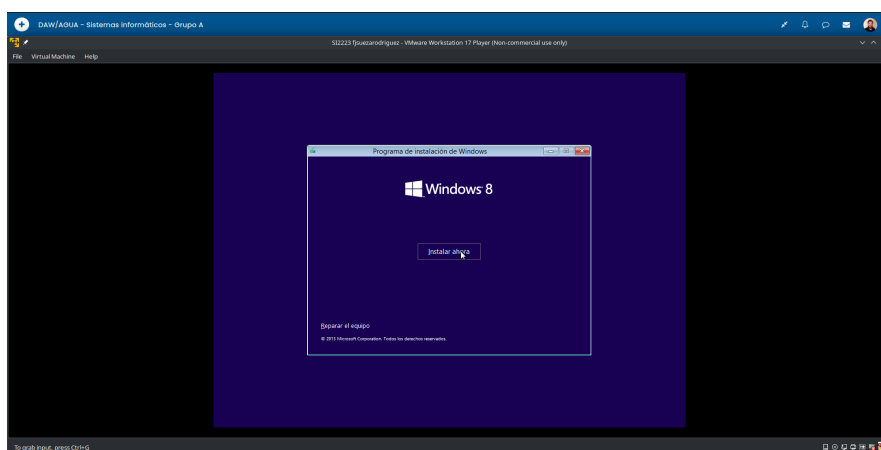 DAW/AGUA - Sistemas Informáticos - Grupo A
SI2223 fjsuezarodriguez - VMware Workstation 17 Player (Non-commercial use only)
File Virtual Machine Help
Programa de instalación de Windows
Windows 8
Instalar ahora
Reparar el equipo
© 2013 Microsoft Corporation. Todos los derechos reservados.
To grab input, press Ctrl+G